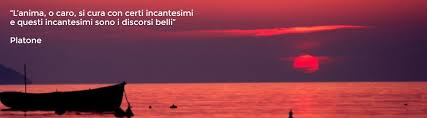 "L'anima, o caro, si cura con certi incantesimi
e questi incantesimi sono i discorsi belli"
Platone